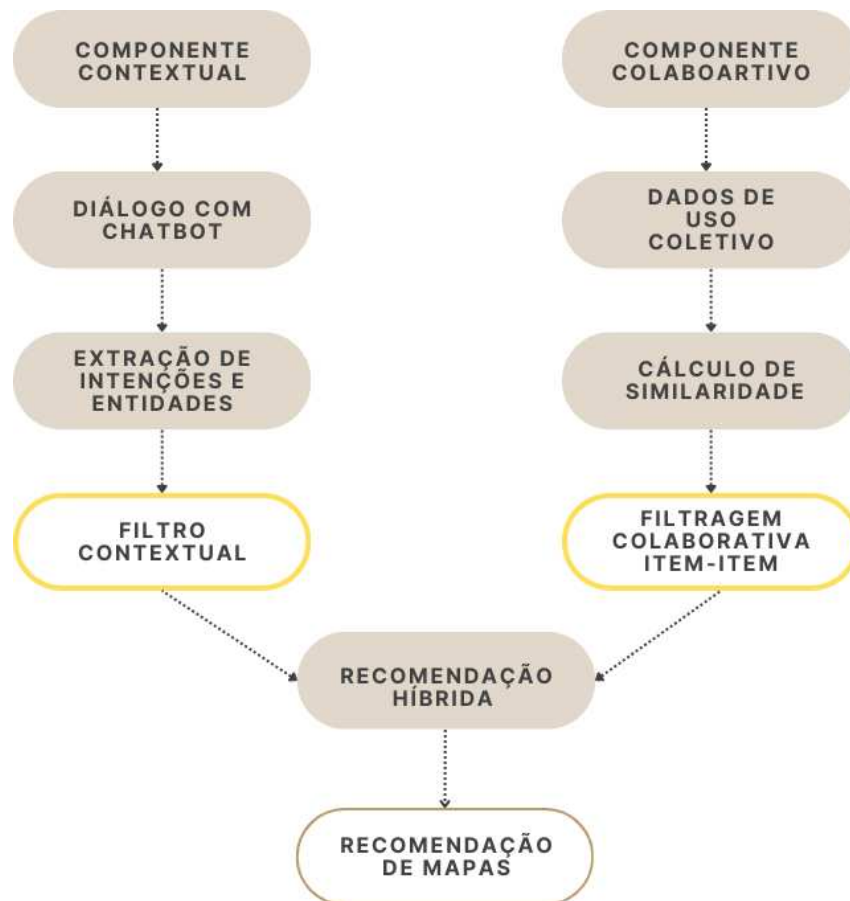 COMPONENTE
CONTEXTUAL
COMPONENTE
COLABOARTIVO
DIÁLOGO COM
CHATBOT
DADOS DE
USO
COLETIVO
EXTRAÇÃO DE
INTENÇÕES E
ENTIDADES
CÁLCULO DE
SIMILARIDADE
FILTRO
CONTEXTUAL
FILTRAGEM
COLABORATIVA
ITEM-ITEM
RECOMENDAÇÃO
HÍBRIDA
RECOMENDAÇÃO
DE MAPAS